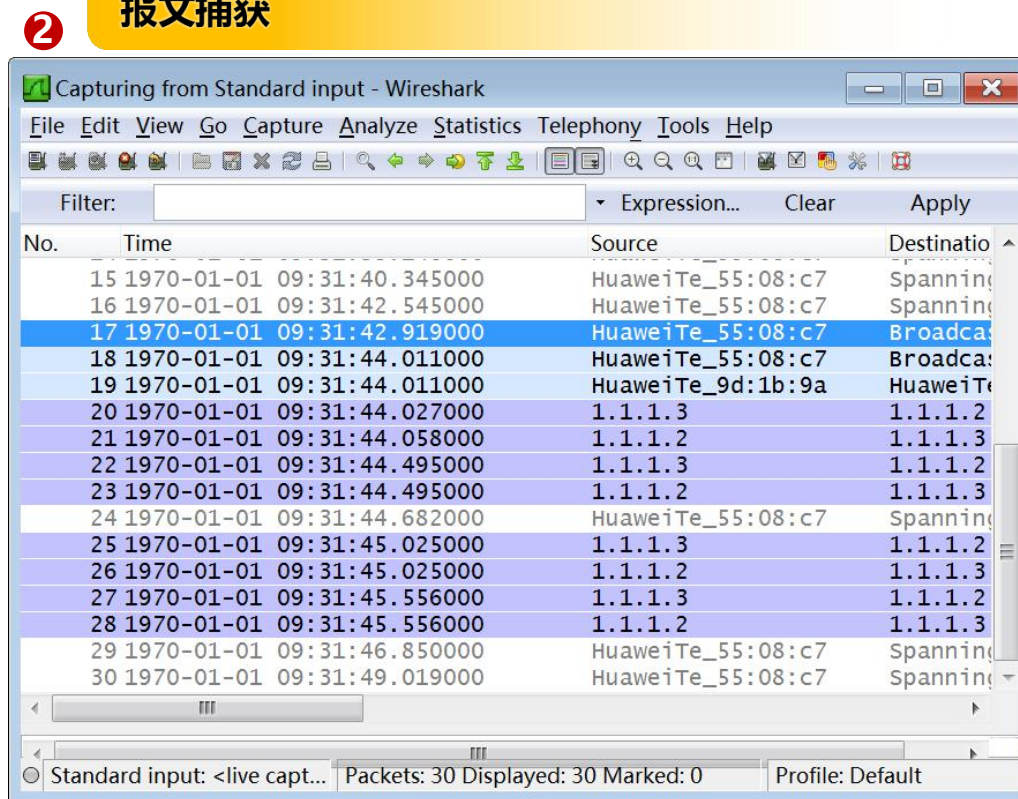 报文捕获
2
Capturing from Standard input - Wireshark
File Edit View Go Capture Analyze Statistics Telephony Tools Help
Filter: Expression... Clear Apply
No. Time Source Destinatio
15 1970-01-01 09:31:40.345000 HuaweiTe_55:08:c7 Spanning
16 1970-01-01 09:31:42.545000 HuaweiTe_55:08:c7 Spanning
17 1970-01-01 09:31:42.919000 HuaweiTe_55:08:c7 Broadcas
18 1970-01-01 09:31:44.011000 HuaweiTe_55:08:c7 Broadcas
19 1970-01-01 09:31:44.011000 HuaweiTe_9d:1b:9a HuaweiTe
20 1970-01-01 09:31:44.027000 1.1.1.3 1.1.1.2
21 1970-01-01 09:31:44.058000 1.1.1.2 1.1.1.3
22 1970-01-01 09:31:44.495000 1.1.1.3 1.1.1.2
23 1970-01-01 09:31:44.495000 1.1.1.2 1.1.1.3
24 1970-01-01 09:31:44.682000 HuaweiTe_55:08:c7 Spanning
25 1970-01-01 09:31:45.025000 1.1.1.3 1.1.1.2
26 1970-01-01 09:31:45.025000 1.1.1.2 1.1.1.3
27 1970-01-01 09:31:45.556000 1.1.1.3 1.1.1.2
28 1970-01-01 09:31:45.556000 1.1.1.2 1.1.1.3
29 1970-01-01 09:31:46.850000 HuaweiTe_55:08:c7 Spanning
30 1970-01-01 09:31:49.019000 HuaweiTe_55:08:c7 Spanning
Standard input: <live capt... Packets: 30 Displayed: 30 Marked: 0 Profile: Default